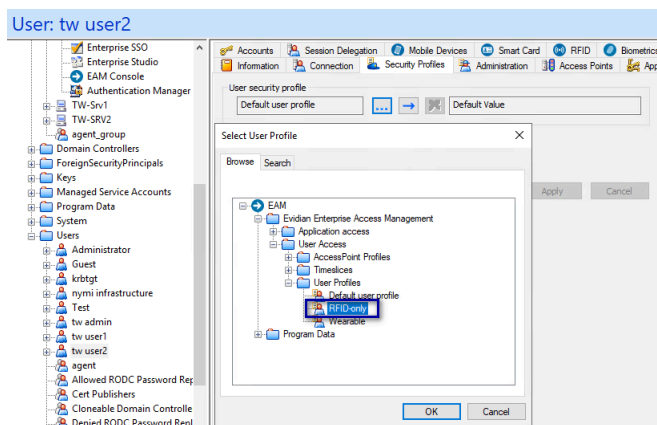 User: tw user2
Enterprise SSO
Enterprise Studio
EAM Console
Authentication Manager
TW-Srv1
TW-SRV2
agent_group
Domain Controllers
ForeignSecurityPrincipals
Keys
Managed Service Accounts
Program Data
System
Users
Administrator
Guest
krbtgt
nymi infrastructure
Test
tw admin
tw user1
tw user2
agent
Allowed RODC Password Rep
Cert Publishers
Cloneable Domain Controlle
Denied RODC Password Repl
Accounts Session Delegation Mobile Devices Smart Card RFID Biometrics
Information Connection Security Profiles Administration Access Points App
User security profile
Default user profile ... Default Value
Select User Profile
Browse Search
EAM
Evidian Enterprise Access Management
Application access
User Access
AccessPoint Profiles
Timeslices
User Profiles
Default user profile
RFID-only
Wearable
Program Data
OK Cancel
Apply Cancel